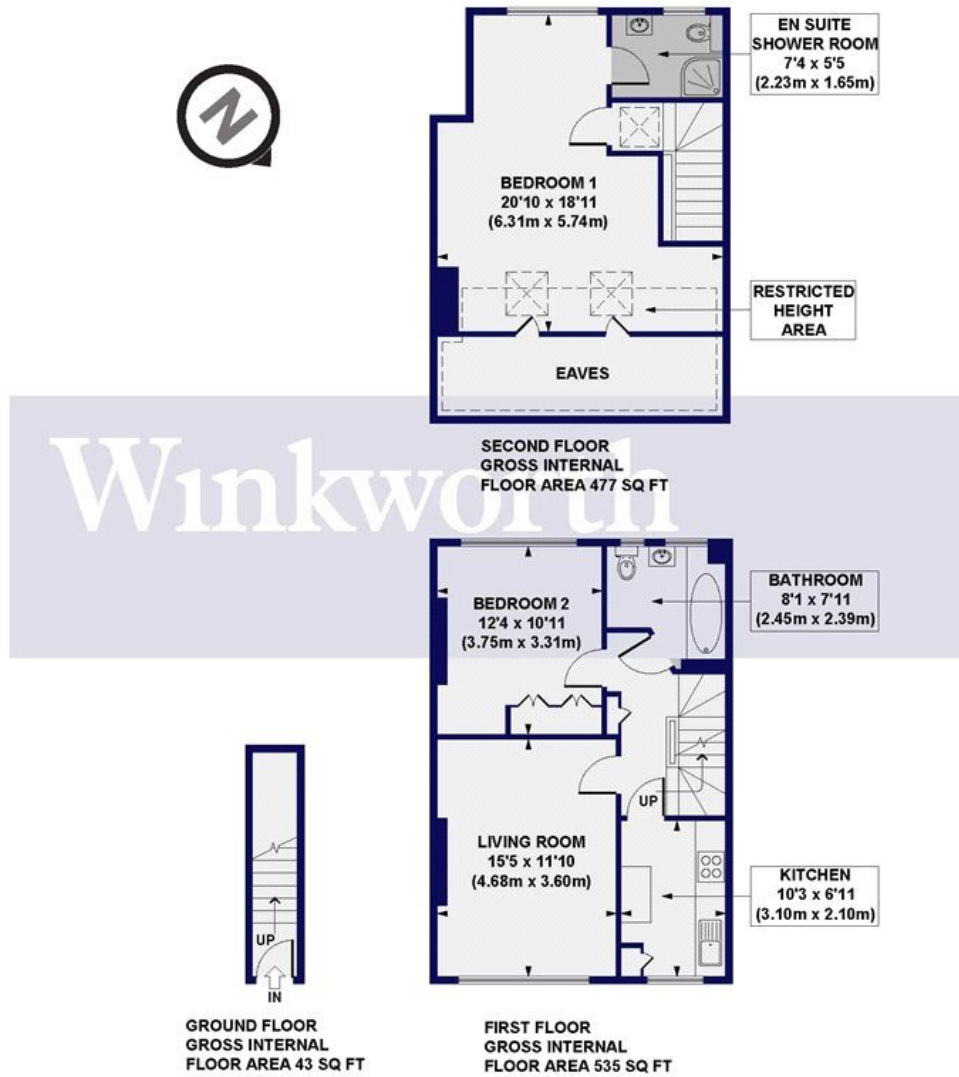 EN SUITE
SHOWER ROOM
7'4 x 5'5
(2.23m x 1.65m)
N
BEDROOM 1
20'10 x 18'11
(6.31m x 5.74m)
RESTRICTED
HEIGHT
AREA
EAVES
SECOND FLOOR
GROSS INTERNAL
FLOOR AREA 477 SQ FT
Winkworth
BEDROOM 2
12'4 x 10'11
(3.75m x 3.31m)
BATHROOM
8'1 x 7'11
(2.45m x 2.39m)
UP
LIVING ROOM
15'5 x 11'10
(4.68m x 3.60m)
KITCHEN
10'3 x 6'11
(3.10m x 2.10m)
UP
IN
GROUND FLOOR
GROSS INTERNAL
FLOOR AREA 43 SQ FT
FIRST FLOOR
GROSS INTERNAL
FLOOR AREA 535 SQ FT